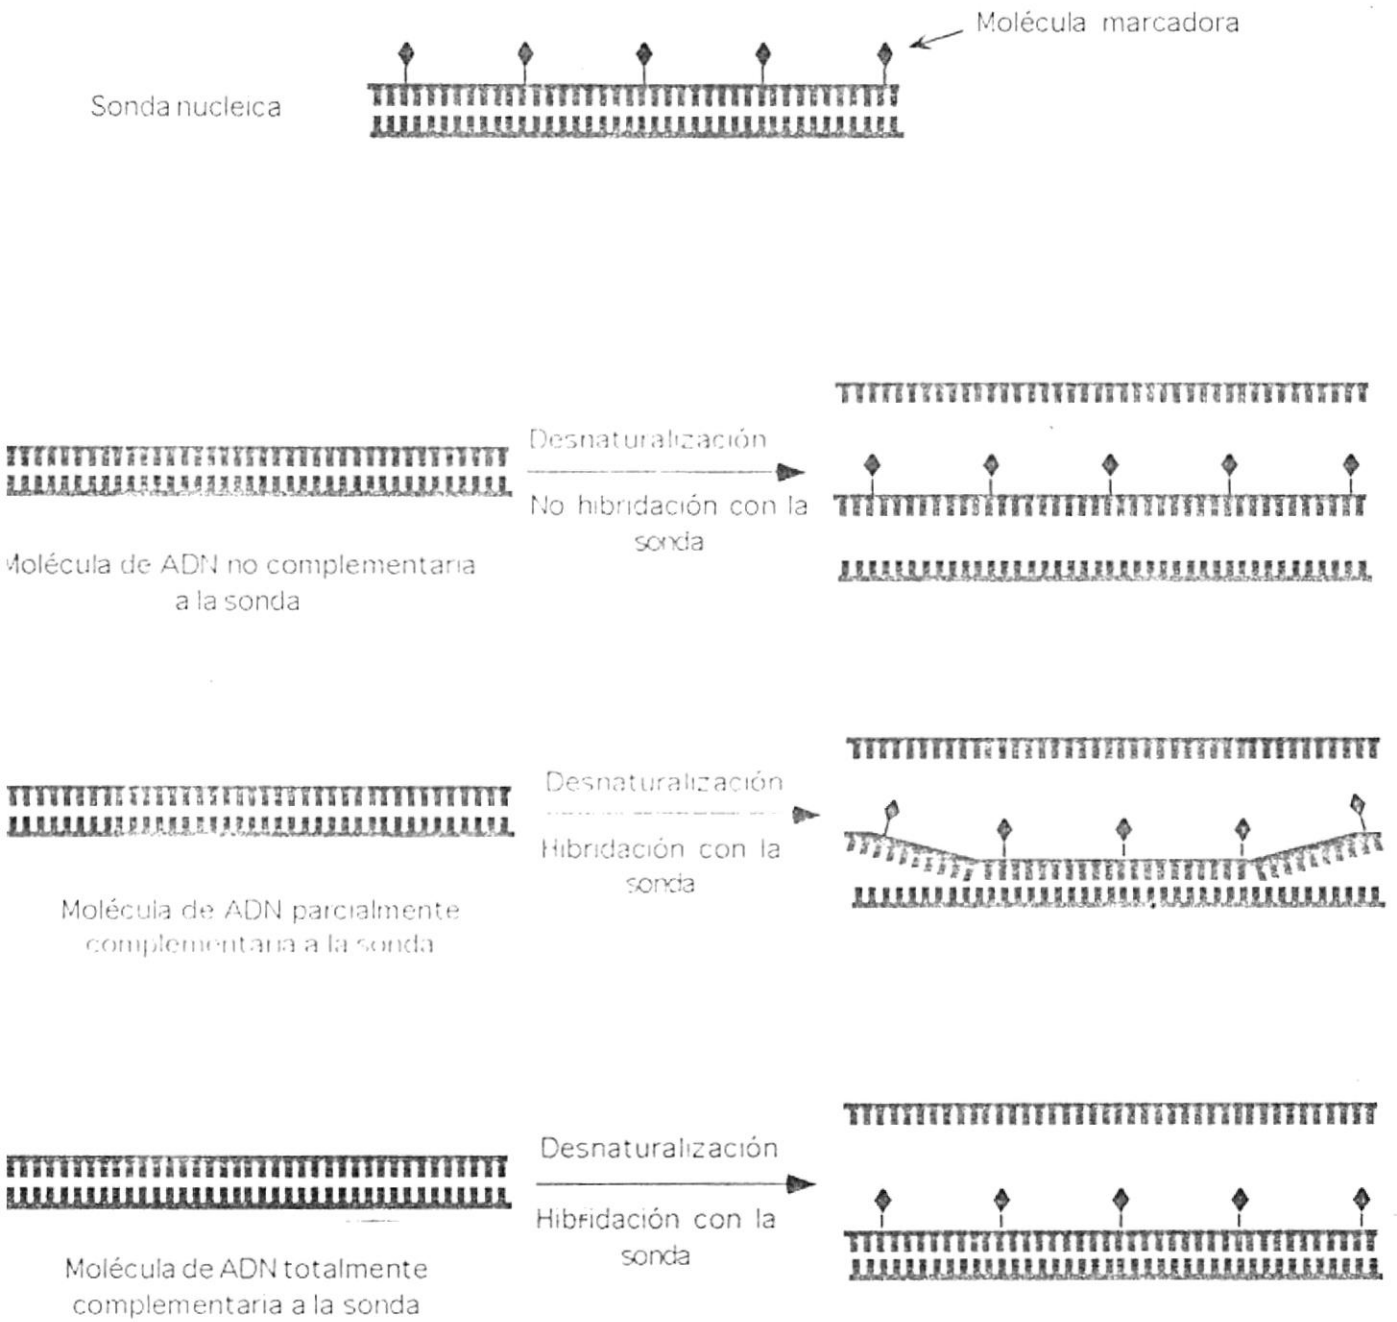 Molécula marcadora
Sonda nucleica
Desnaturalización
No hibridación con la
sonda
Molécula de ADN no complementaria
a la sonda
Desnaturalización
Hibridación con la
sonda
Molécula de ADN parcialmente
complementaria a la sonda
Desnaturalización
Hibridación con la
sonda
Molécula de ADN totalmente
complementaria a la sonda